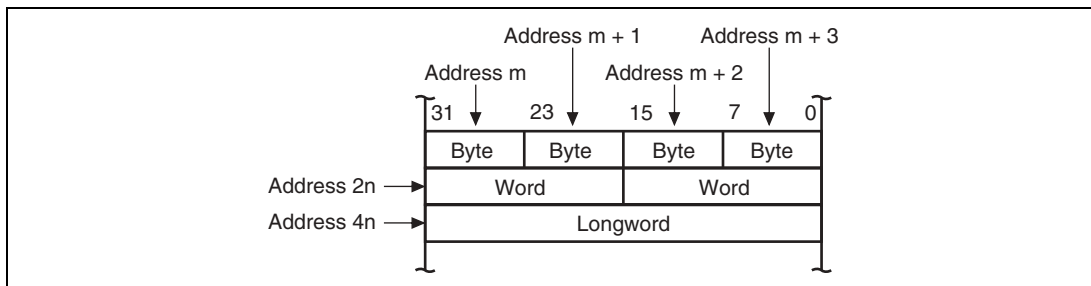 Address m + 1 Address m + 3
Address m Address m + 2
31 23 15 7 0
Byte Byte Byte Byte
Address 2n Word Word
Address 4n Longword